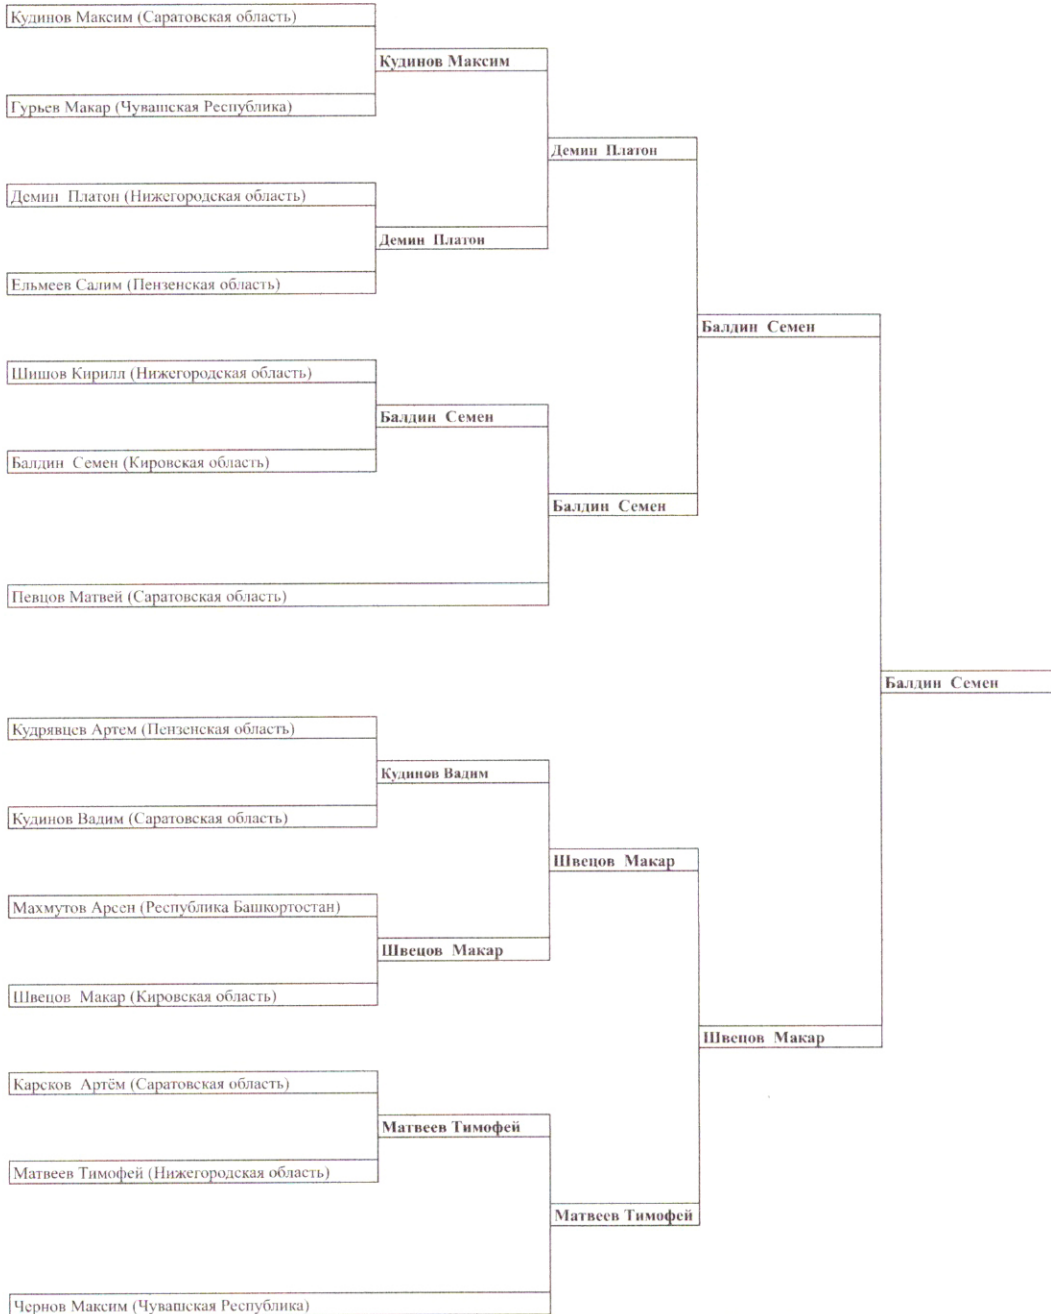 Кудинов Максим (Саратовская область)
Кудинов Максим
Гурьев Макар (Чувашская Республика)
Демин Платон
Демин Платон (Нижегородская область)
Демин Платон
Ельмеев Салим (Пензенская область)
Балдин Семен
Шишов Кирилл (Нижегородская область)
Балдин Семен
Балдин Семен (Кировская область)
Балдин Семен
Певцов Матвей (Саратовская область)
Балдин Семен
Кудрявцев Артем (Пензенская область)
Кудинов Вадим
Кудинов Вадим (Саратовская область)
Швецов Макар
Махмутов Арсен (Республика Башкортостан)
Швецов Макар
Швецов Макар (Кировская область)
Швецов Макар
Карсков Артём (Саратовская область)
Матвеев Тимофей
Матвеев Тимофей (Нижегородская область)
Матвеев Тимофей
Чернов Максим (Чувашская Республика)